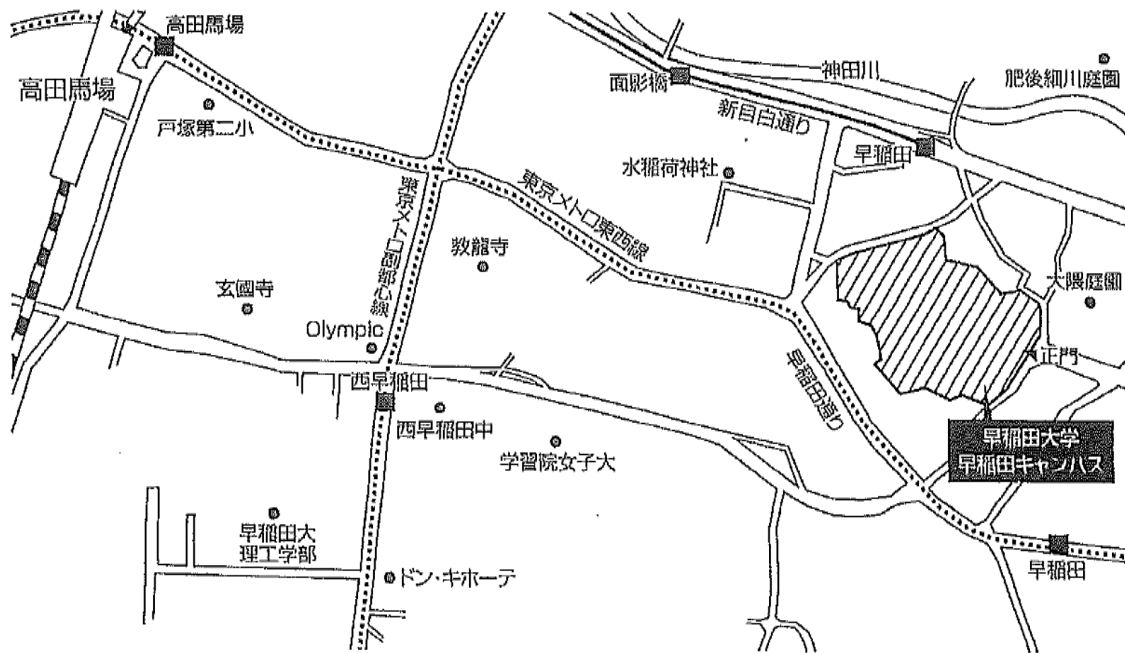 高田馬場
高田馬場
戸塚第二小
面影橋
神田川
肥後細川庭園
新目白通り
早稲田
水稲荷神社
東京メトロ東西線
東京メトロ副都心線
教龍寺
玄國寺
Olympic
大隈庭園
正門
早稲田通り
西早稲田
西早稲田中
学習院女子大
早稲田大学
早稲田キャンパス
早稲田大
理工学部
ドン・キホーテ
早稲田